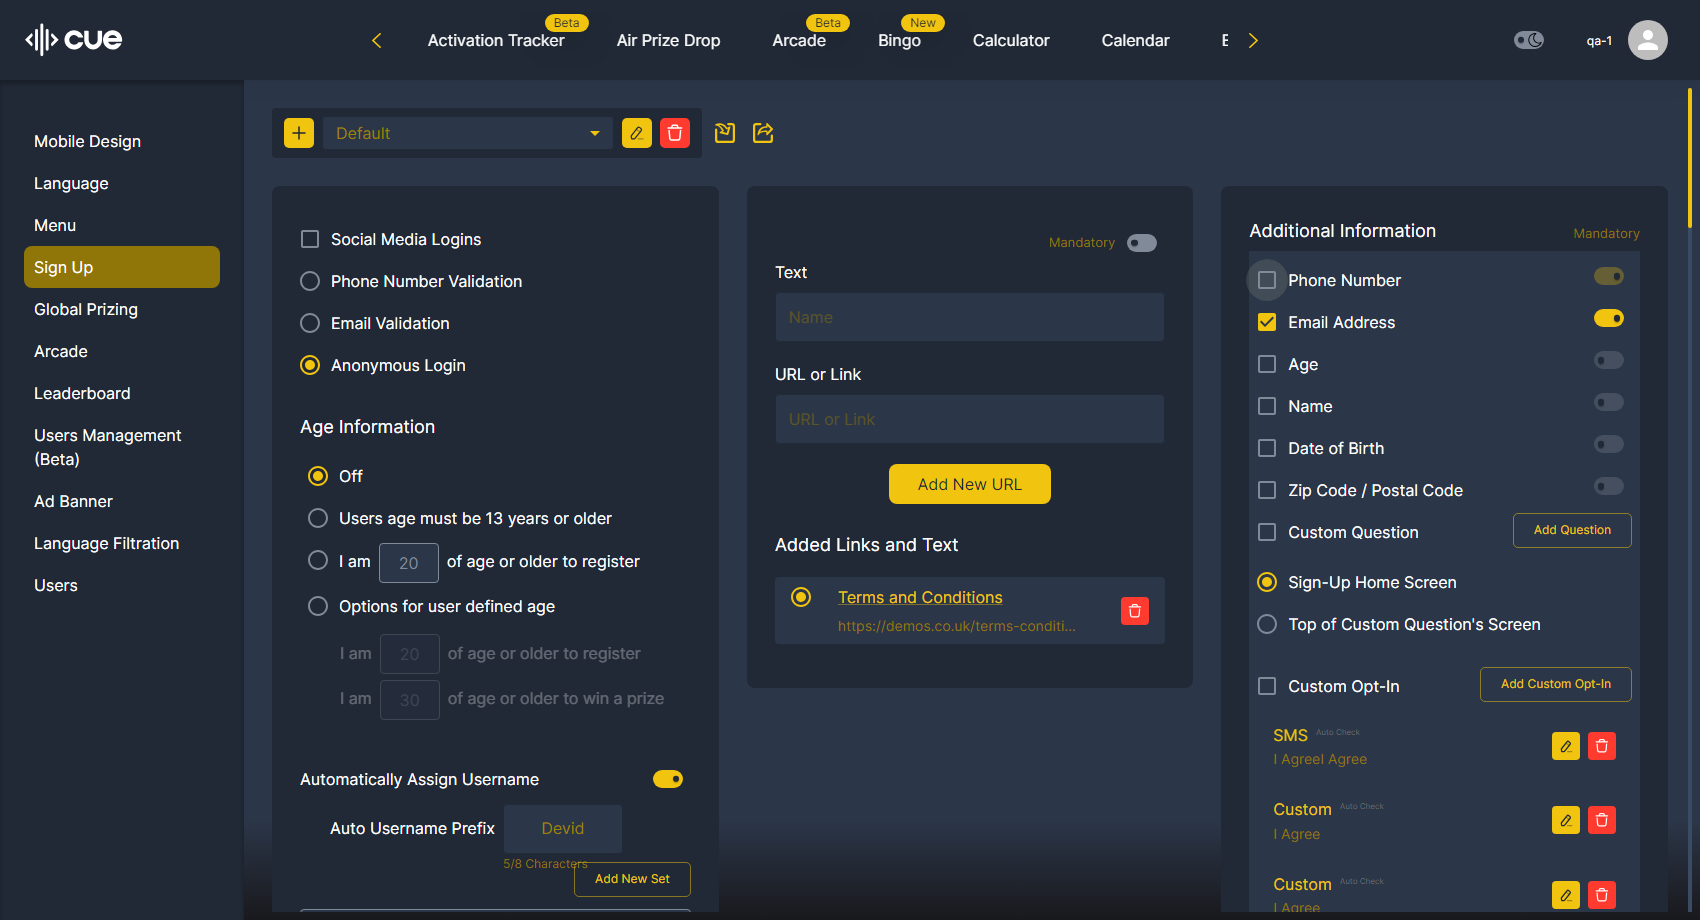 cue
Activation Tracker
Beta
Air Prize Drop
Arcade
Beta
Bingo
New
Calculator
Calendar
qa-1
Mobile Design
Language
Menu
Sign Up
Global Prizing
Arcade
Leaderboard
Users Management
(Beta)
Ad Banner
Language Filtration
Users
Default
Social Media Logins
Phone Number Validation
Email Validation
Anonymous Login
Age Information
Off
Users age must be 13 years or older
I am 20 of age or older to register
Options for user defined age
I am 20 of age or older to register
I am 30 of age or older to win a prize
Automatically Assign Username
Auto Username Prefix Devid
5/8 Characters
Add New Set
Mandatory
Text
Name
URL or Link
URL or Link
Add New URL
Added Links and Text
Terms and Conditions
https://demos.co.uk/terms-conditi...
Additional Information
Mandatory
Phone Number
Email Address
Age
Name
Date of Birth
Zip Code / Postal Code
Custom Question
Add Question
Sign-Up Home Screen
Top of Custom Question's Screen
Custom Opt-In
Add Custom Opt-In
SMS Auto Check
I AgreeI Agree
Custom Auto Check
I Agree
Custom Auto Check
I Agree